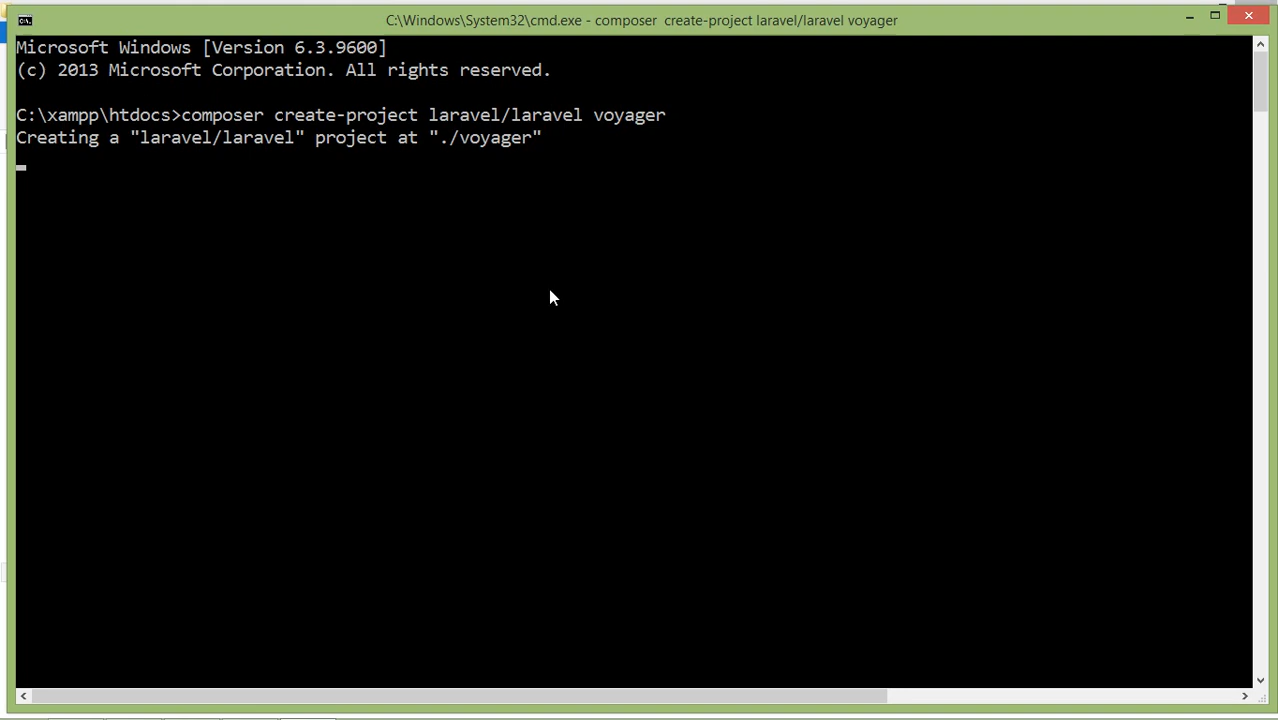 C:\Windows\System32\cmd.exe - composer  create-project laravel/laravel voyager
Microsoft Windows [Version 6.3.9600]
(c) 2013 Microsoft Corporation. All rights reserved.
C:\xampp\htdocs>composer create-project laravel/laravel voyager
Creating a "laravel/laravel" project at "./voyager"